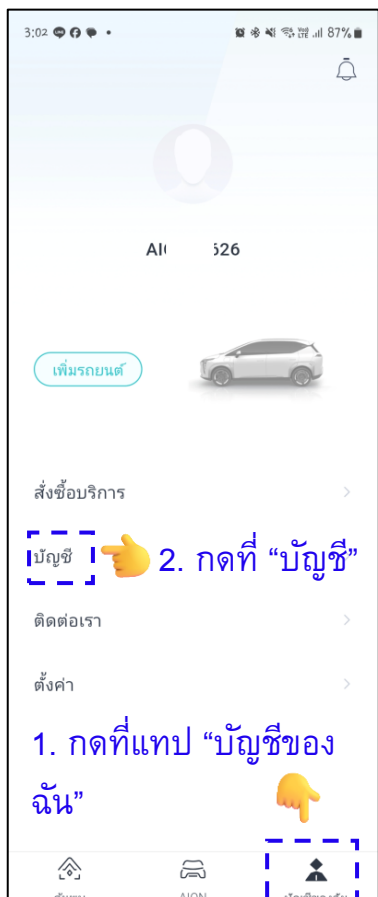 3:02
87%
AI 626
เพิ่มรถยนต์
สั่งซื้อบริการ
บัญชี
2. กดที่ “บัญชี”
ติดต่อเรา
ตั้งค่า
1. กดที่แทป “บัญชีของ
ฉัน”
AION